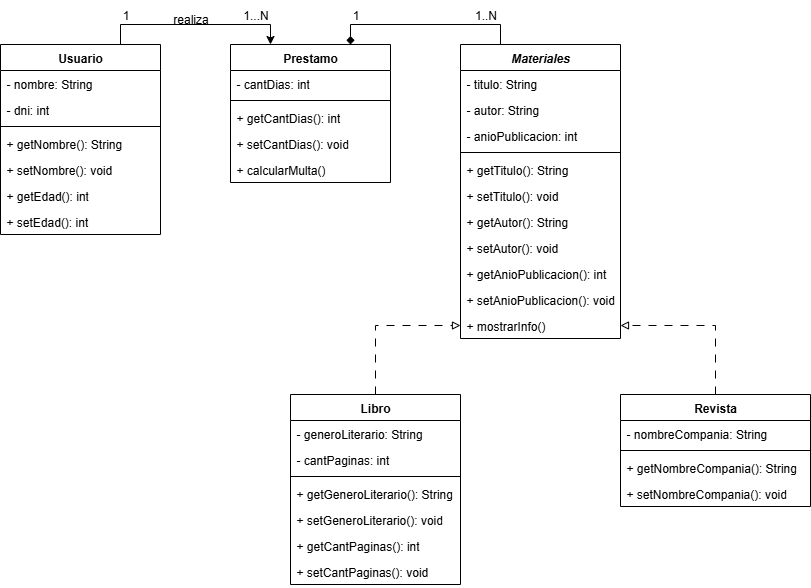 1
realiza
1...N
1
1..N
Usuario
- nombre: String
- dni: int
+ getNombre(): String
+ setNombre(): void
+ getEdad(): int
+ setEdad(): int
Prestamo
- cantDias: int
+ getCantDias(): int
+ setCantDias(): void
+ calcularMulta()
Materiales
- titulo: String
- autor: String
- anioPublicacion: int
+ getTitulo(): String
+ setTitulo(): void
+ getAutor(): String
+ setAutor(): void
+ getAnioPublicacion(): int
+ setAnioPublicacion(): void
+ mostrarInfo()
Libro
- generoLiterario: String
- cantPaginas: int
+ getGeneroLiterario(): String
+ setGeneroLiterario(): void
+ getCantPaginas(): int
+ setCantPaginas(): void
Revista
- nombreCompania: String
+ getNombreCompania(): String
+ setNombreCompania(): void